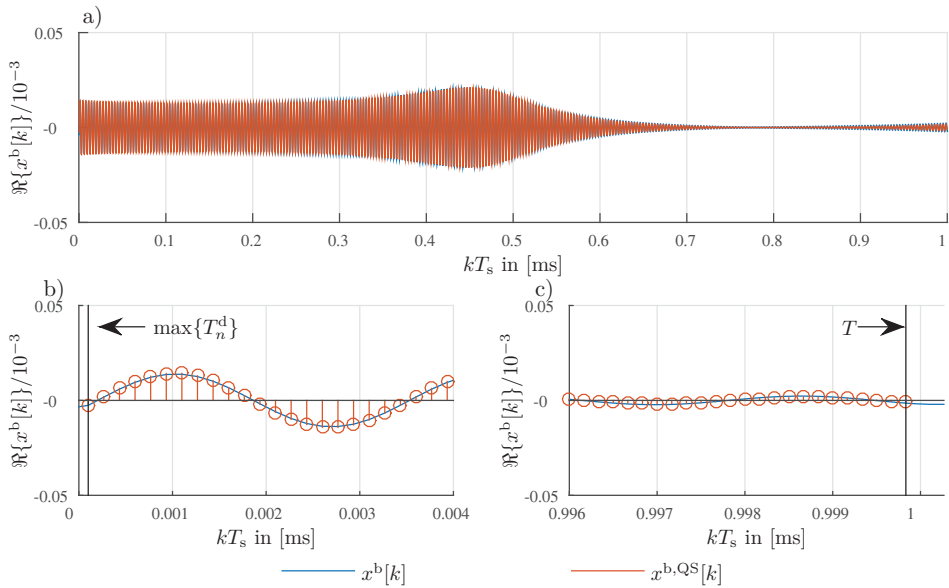 a)
0.05
-0
-0.05
ℜ{x^b[k]}/10^-3
0 0.1 0.2 0.3 0.4 0.5 0.6 0.7 0.8 0.9 1
kT_s in [ms]
b)
0.05
-0
-0.05
ℜ{x^b[k]}/10^-3
max{T_n^d}
0 0.001 0.002 0.003 0.004
kT_s in [ms]
c)
0.05
-0
-0.05
ℜ{x^b[k]}/10^-3
T
0.996 0.997 0.998 0.999 1
kT_s in [ms]
x^b[k] x^b,QS[k]